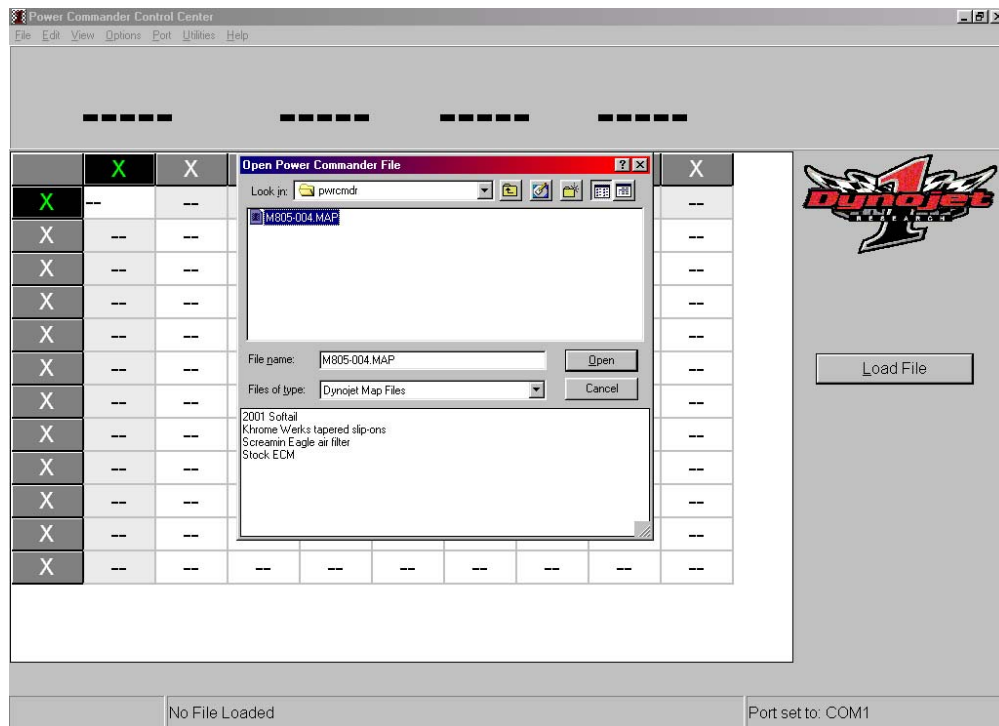 Power Commander Control Center
File Edit View Options Port Utilities Help
----- ----- ----- -----
X X X
Open Power Commander File
Look in: pwrcmdr
M805-004.MAP
File name: M805-004.MAP Open
Files of type: Dynojet Map Files Cancel
2001 Softail
Khrome Werks tapered slip-ons
Screamin Eagle air filter
Stock ECM
X -- -- --
X -- -- --
X -- -- --
X -- -- --
X -- -- --
X -- -- --
X -- -- --
X -- -- --
X -- -- --
X -- -- --
X -- -- --
X -- -- -- -- -- -- -- -- --
1
Dynojet
RESEARCH
Load File
No File Loaded
Port set to: COM1